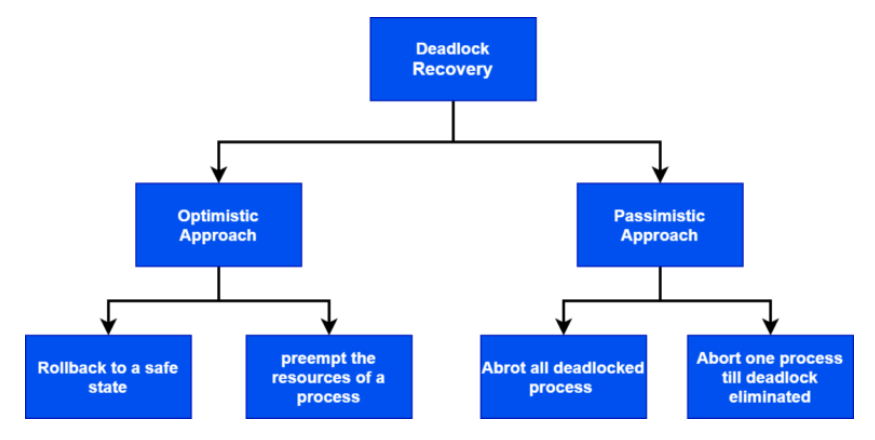 Deadlock
Recovery
Optimistic
Approach
Passimistic
Approach
Rollback to a safe
state
preempt the
resources of a
process
Abrot all deadlocked
process
Abort one process
till deadlock
eliminated